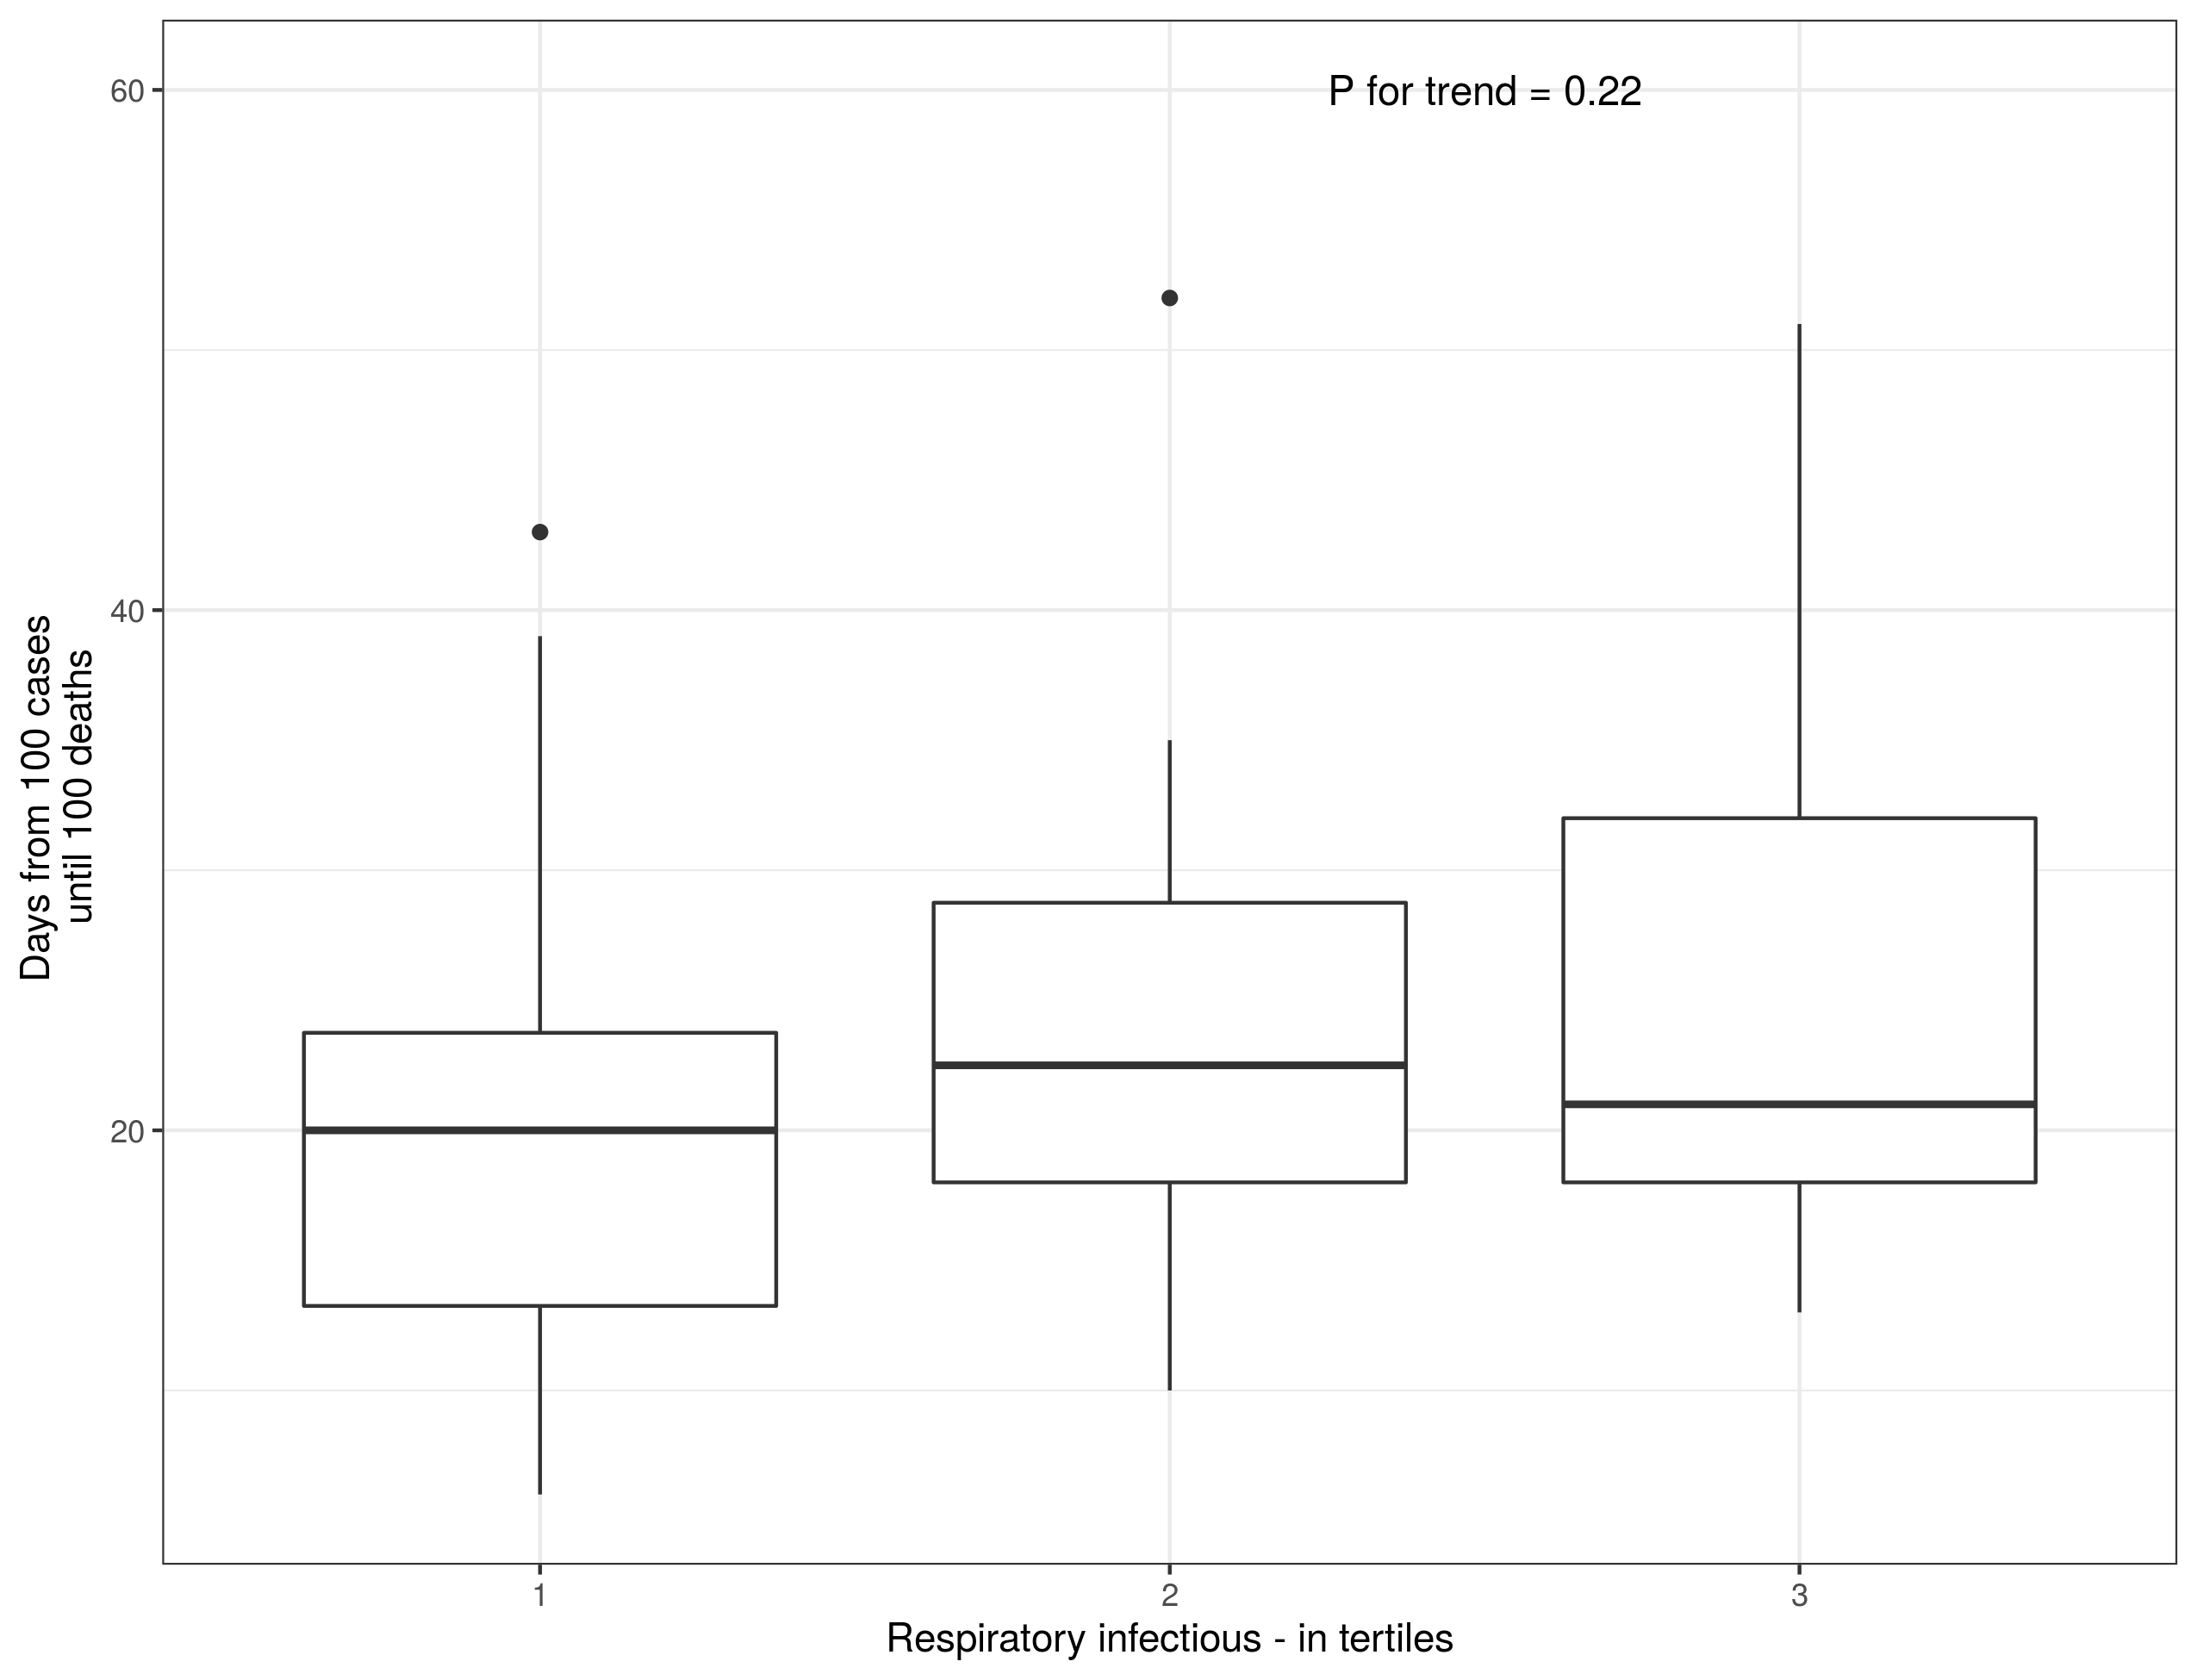 P for trend = 0.22
60
40
20
Days from 100 cases
until 100 deaths
1
2
3
Respiratory infectious - in tertiles